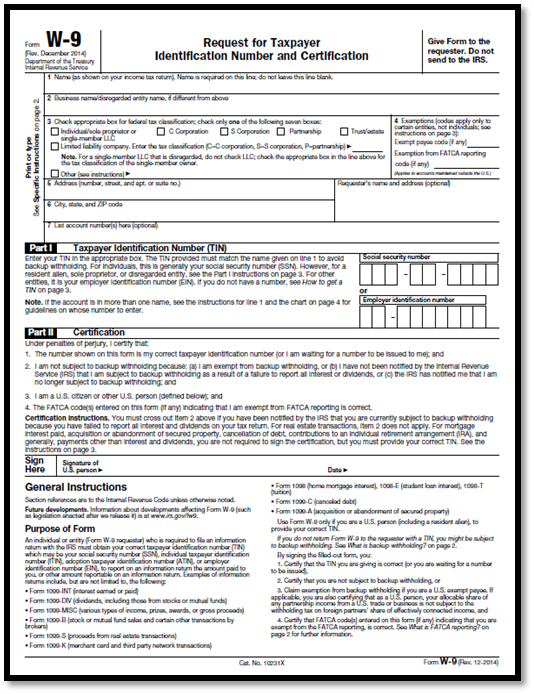 Form W-9
(Rev. December 2014)
Department of the Treasury
Internal Revenue Service
Request for Taxpayer
Identification Number and Certification
Give Form to the
requester. Do not
send to the IRS.
Print or type
See Specific Instructions on page 2.
1 Name (as shown on your income tax return). Name is required on this line; do not leave this line blank.
2 Business name/disregarded entity name, if different from above
3 Check appropriate box for federal tax classification; check only one of the following seven boxes:
Individual/sole proprietor or
single-member LLC
C Corporation
S Corporation
Partnership
Trust/estate
Limited liability company. Enter the tax classification (C=C corporation, S=S corporation, P=partnership) ▶
Note. For a single-member LLC that is disregarded, do not check LLC; check the appropriate box in the line above for
the tax classification of the single-member owner.
Other (see instructions) ▶
4 Exemptions (codes apply only to
certain entities, not individuals; see
instructions on page 3):
Exempt payee code (if any)
Exemption from FATCA reporting
code (if any)
(Applies to accounts maintained outside the U.S.)
5 Address (number, street, and apt. or suite no.)
Requester's name and address (optional)
6 City, state, and ZIP code
7 List account number(s) here (optional)
Part I Taxpayer Identification Number (TIN)
Enter your TIN in the appropriate box. The TIN provided must match the name given on line 1 to avoid
backup withholding. For individuals, this is generally your social security number (SSN). However, for a
resident alien, sole proprietor, or disregarded entity, see the Part I instructions on page 3. For other
entities, it is your employer identification number (EIN). If you do not have a number, see How to get a
TIN on page 3.
Note. If the account is in more than one name, see the instructions for line 1 and the chart on page 4 for
guidelines on whose number to enter.
Social security number
– –
or
Employer identification number
–
Part II Certification
Under penalties of perjury, I certify that:
1. The number shown on this form is my correct taxpayer identification number (or I am waiting for a number to be issued to me); and
2. I am not subject to backup withholding because: (a) I am exempt from backup withholding, or (b) I have not been notified by the Internal Revenue
Service (IRS) that I am subject to backup withholding as a result of a failure to report all interest or dividends, or (c) the IRS has notified me that I am
no longer subject to backup withholding; and
3. I am a U.S. citizen or other U.S. person (defined below); and
4. The FATCA code(s) entered on this form (if any) indicating that I am exempt from FATCA reporting is correct.
Certification instructions. You must cross out item 2 above if you have been notified by the IRS that you are currently subject to backup withholding
because you have failed to report all interest and dividends on your tax return. For real estate transactions, item 2 does not apply. For mortgage
interest paid, acquisition or abandonment of secured property, cancellation of debt, contributions to an individual retirement arrangement (IRA), and
generally, payments other than interest and dividends, you are not required to sign the certification, but you must provide your correct TIN. See the
instructions on page 3.
Sign
Here
Signature of
U.S. person ▶
Date ▶
General Instructions
Section references are to the Internal Revenue Code unless otherwise noted.
Future developments. Information about developments affecting Form W-9 (such
as legislation enacted after we release it) is at www.irs.gov/fw9.
Purpose of Form
An individual or entity (Form W-9 requester) who is required to file an information
return with the IRS must obtain your correct taxpayer identification number (TIN)
which may be your social security number (SSN), individual taxpayer identification
number (ITIN), adoption taxpayer identification number (ATIN), or employer
identification number (EIN), to report on an information return the amount paid to
you, or other amount reportable on an information return. Examples of information
returns include, but are not limited to, the following:
• Form 1099-INT (interest earned or paid)
• Form 1099-DIV (dividends, including those from stocks or mutual funds)
• Form 1099-MISC (various types of income, prizes, awards, or gross proceeds)
• Form 1099-B (stock or mutual fund sales and certain other transactions by
brokers)
• Form 1099-S (proceeds from real estate transactions)
• Form 1099-K (merchant card and third party network transactions)
• Form 1098 (home mortgage interest), 1098-E (student loan interest), 1098-T
(tuition)
• Form 1099-C (canceled debt)
• Form 1099-A (acquisition or abandonment of secured property)
Use Form W-9 only if you are a U.S. person (including a resident alien), to
provide your correct TIN.
If you do not return Form W-9 to the requester with a TIN, you might be subject
to backup withholding. See What is backup withholding? on page 2.
By signing the filled-out form, you:
1. Certify that the TIN you are giving is correct (or you are waiting for a number
to be issued),
2. Certify that you are not subject to backup withholding, or
3. Claim exemption from backup withholding if you are a U.S. exempt payee. If
applicable, you are also certifying that as a U.S. person, your allocable share of
any partnership income from a U.S. trade or business is not subject to the
withholding tax on foreign partners' share of effectively connected income, and
4. Certify that FATCA code(s) entered on this form (if any) indicating that you are
exempt from the FATCA reporting, is correct. See What is FATCA reporting? on
page 2 for further information.
Cat. No. 10231X
Form W-9 (Rev. 12-2014)